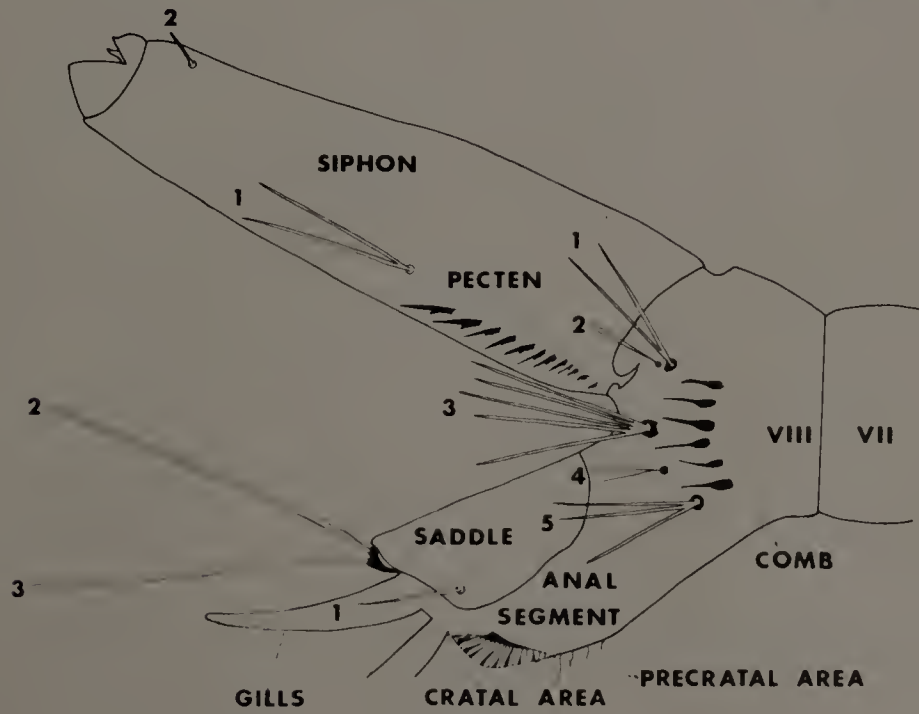 2
SIPHON
1
PECTEN
1
2
3
2
VIII
VII
4
5
SADDLE
COMB
3
1
ANAL
SEGMENT
PRECRATAL AREA
GILLS
CRATAL AREA